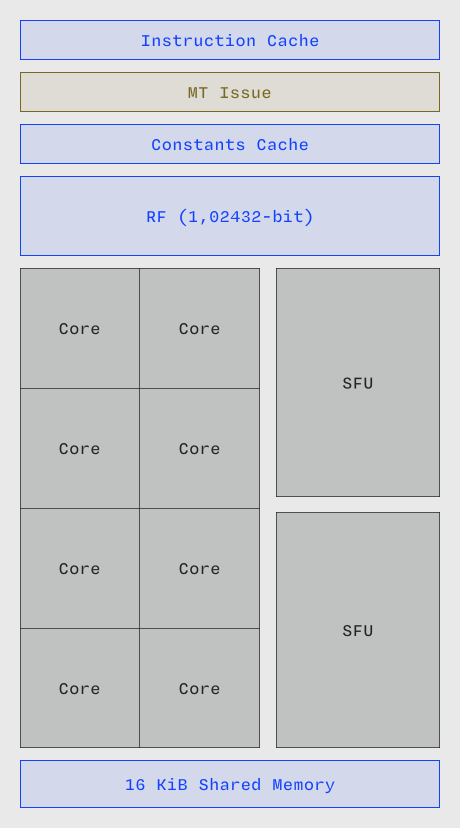 Instruction Cache
MT Issue
Constants Cache
RF (1,02432-bit)
Core Core
SFU
Core Core
Core Core
SFU
Core Core
16 KiB Shared Memory